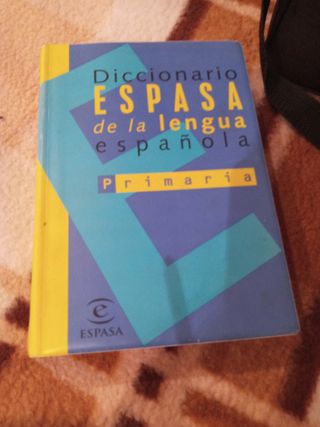 Diccionario
ESPASA
de la lengua
española
Primaria
ESPASA